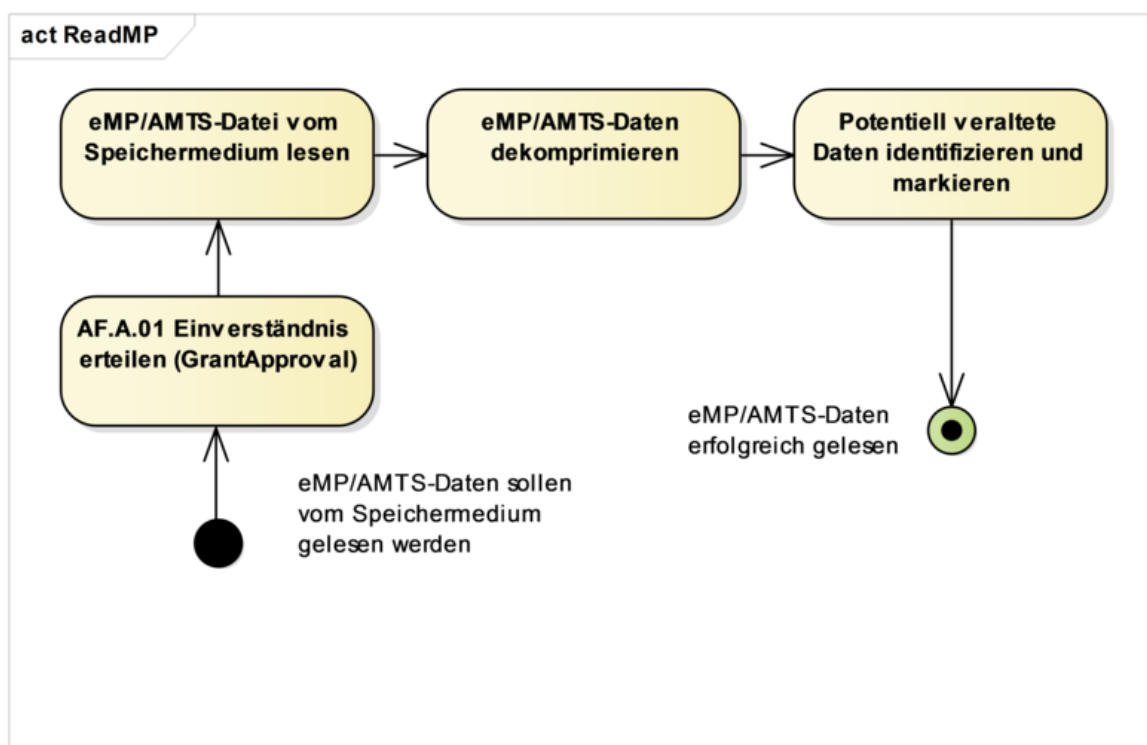 act ReadMP
eMP/AMTS-Datei vom
Speichermedium lesen
eMP/AMTS-Daten
dekomprimieren
Potentiell veraltete
Daten identifizieren und
markieren
AF.A.01 Einverständnis
erteilen (GrantApproval)
eMP/AMTS-Daten
erfolgreich gelesen
eMP/AMTS-Daten sollen
vom Speichermedium
gelesen werden